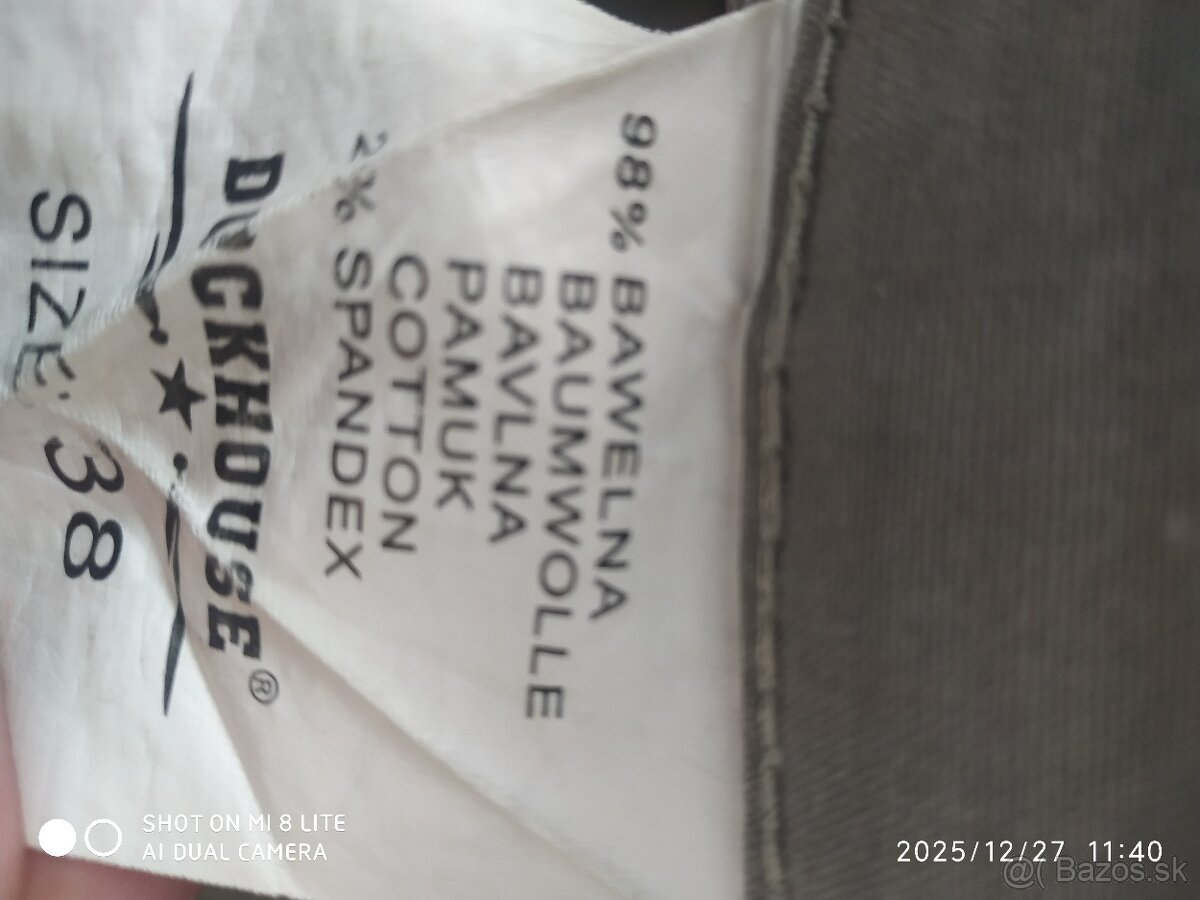 98% BAWELNA
BAUMWOLLE
BAVLNA
PAMUK
COTTON
2% SPANDEX
DUCKHOUSE®
SIZE: 38
SHOT ON MI 8 LITE
AI DUAL CAMERA
2025/12/27 11:40
@( Bazos.sk